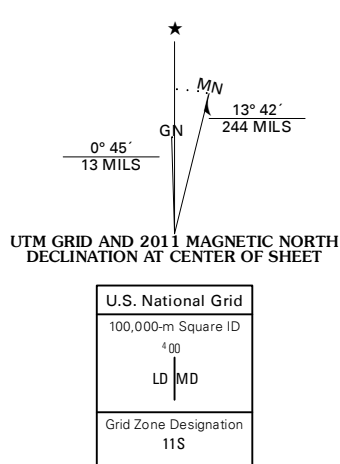 ★
MN
GN
13° 42´
244 MILS
0° 45´
13 MILS
UTM GRID AND 2011 MAGNETIC NORTH
DECLINATION AT CENTER OF SHEET
U.S. National Grid
100,000-m Square ID
⁴00
LD MD
Grid Zone Designation
11S